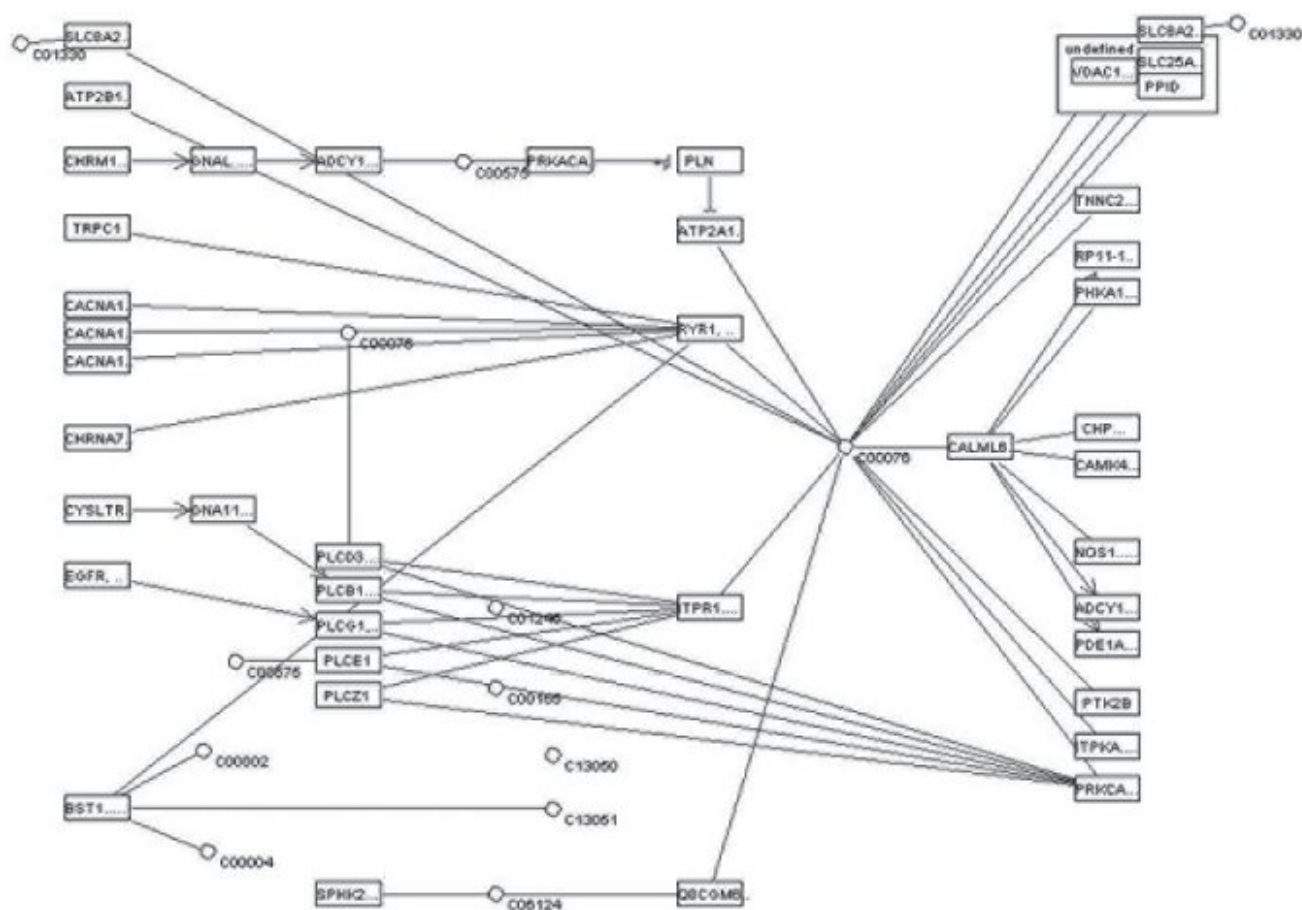 SLC8A2..
C01330
ATP2B1..
CHRM1...
GNAL.....
ADCY1...
C00575
PRKACA..
PLN
TRPC1
ATP2A1..
CACNA1..
CACNA1..
CACNA1..
C00076
RYR1, ...
CHRNA7..
CYSLTR..
GNA11...
EGFR, ...
PLCD3...
PLCB1...
PLCG1,...
PLCE1
PLCZ1
C00575
C01245
ITPR1....
C00165
C00002
C13050
BST1.....
C13051
C00004
SPHK2...
C06124
Q8CGM6..
SLC8A2..
C01330
undefined
VDAC1...
SLC25A..
PPID
TNNC2...
RP11-1..
PHKA1...
C00076
CALML6..
CHP...
CAMK4...
NOS1.....
ADCY1...
PDE1A...
PTK2B
ITPKA....
PRKCA...